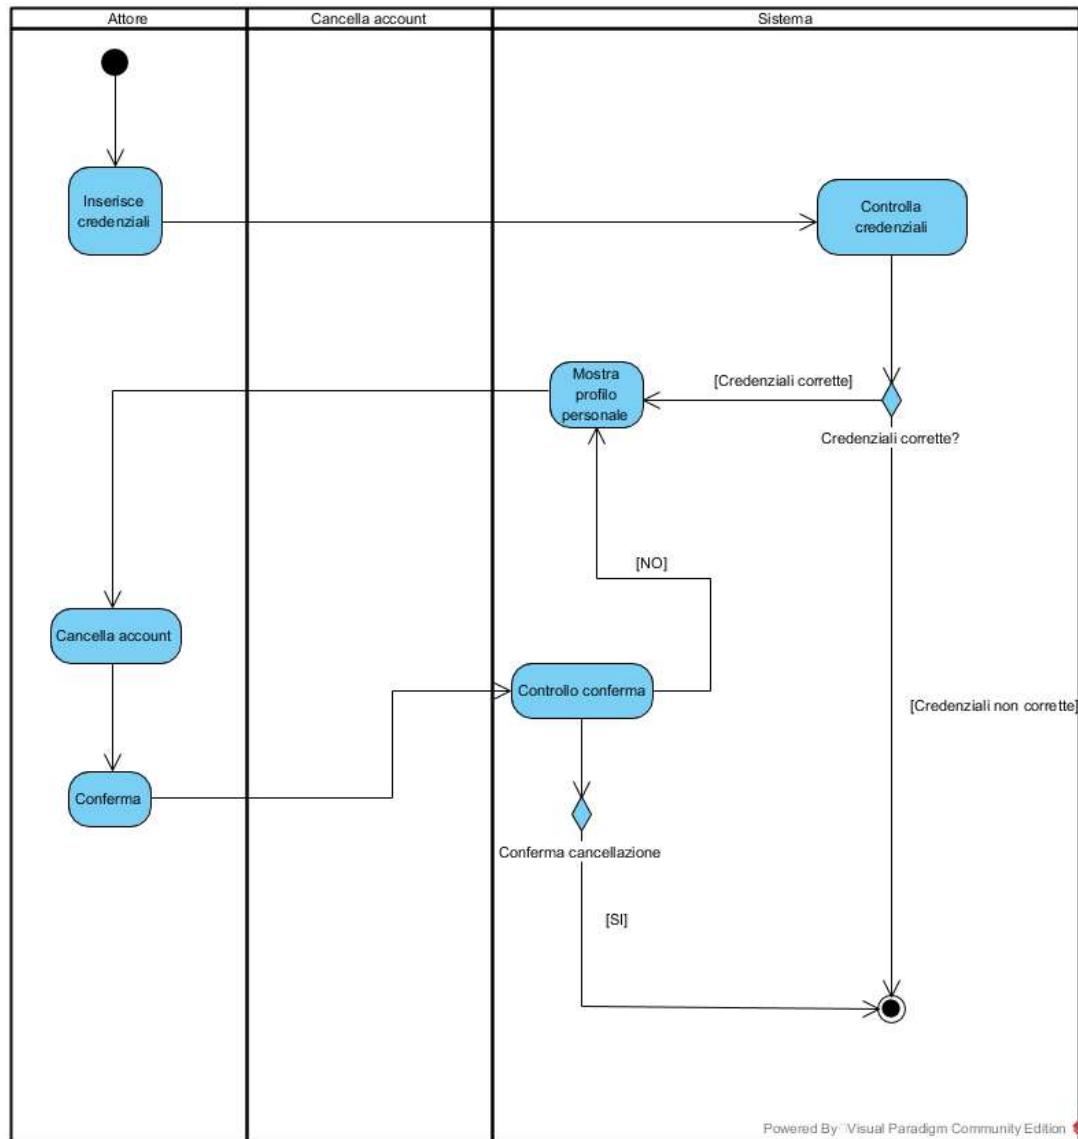 Attore
Cancella account
Sistema
Inserisce
credenziali
Controlla
credenziali
Mostra
profilo
personale
[Credenziali corrette]
Credenziali corrette?
[NO]
Cancella account
Controllo conferma
[Credenziali non corrette]
Conferma
Conferma cancellazione
[SI]
Powered By Visual Paradigm Community Edition